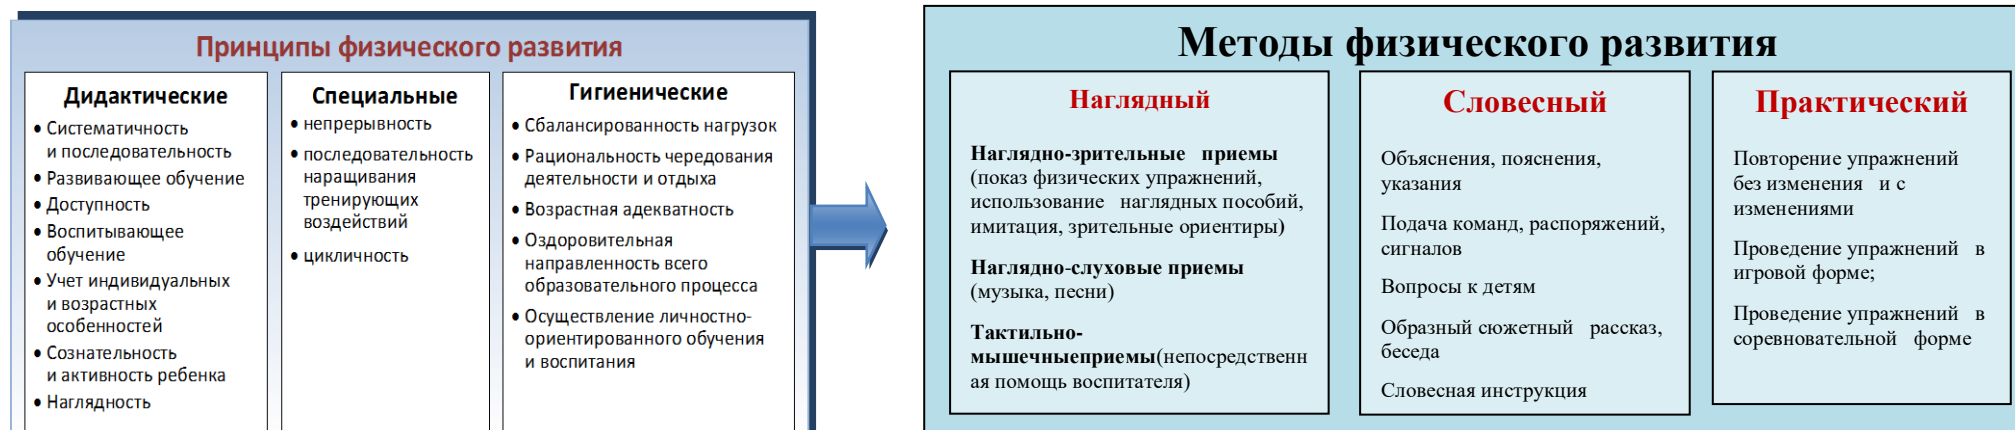 Принципы физического развития
Дидактические
• Систематичность
и последовательность
• Развивающее обучение
• Доступность
• Воспитывающее
обучение
• Учет индивидуальных
и возрастных
особенностей
• Сознательность
и активность ребенка
• Наглядность
Специальные
• непрерывность
• последовательность
наращивания
тренирующих
воздействий
• цикличность
Гигиенические
• Сбалансированность нагрузок
• Рациональность чередования
деятельности и отдыха
• Возрастная адекватность
• Оздоровительная
направленность всего
образовательного процесса
• Осуществление личностно-
ориентированного обучения
и воспитания
Методы физического развития
Наглядный
Наглядно-зрительные приемы
(показ физических упражнений,
использование наглядных пособий,
имитация, зрительные ориентиры)
Наглядно-слуховые приемы
(музыка, песни)
Тактильно-
мышечныеприемы(непосредственн
ая помощь воспитателя)
Словесный
Объяснения, пояснения,
указания
Подача команд, распоряжений,
сигналов
Вопросы к детям
Образный сюжетный рассказ,
беседа
Словесная инструкция
Практический
Повторение упражнений
без изменения и с
изменениями
Проведение упражнений в
игровой форме;
Проведение упражнений в
соревновательной форме